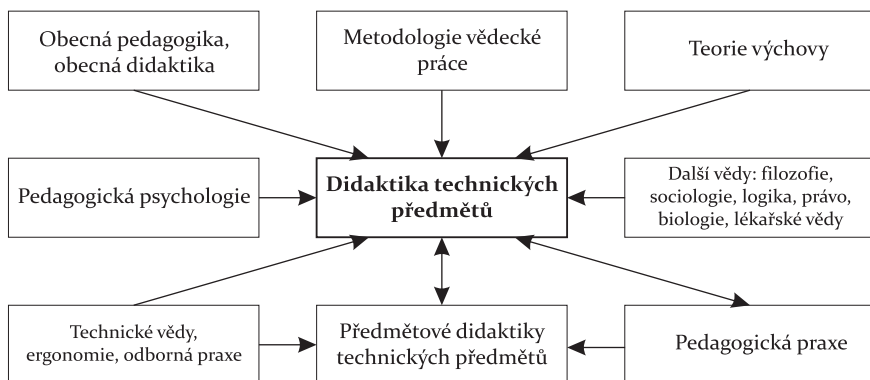 Obecná pedagogika,
obecná didaktika
Metodologie vědecké
práce
Teorie výchovy
Pedagogická psychologie
Didaktika technických
předmětů
Další vědy: filozofie,
sociologie, logika, právo,
biologie, lékařské vědy
Technické vědy,
ergonomie, odborná praxe
Předmětové didaktiky
technických předmětů
Pedagogická praxe